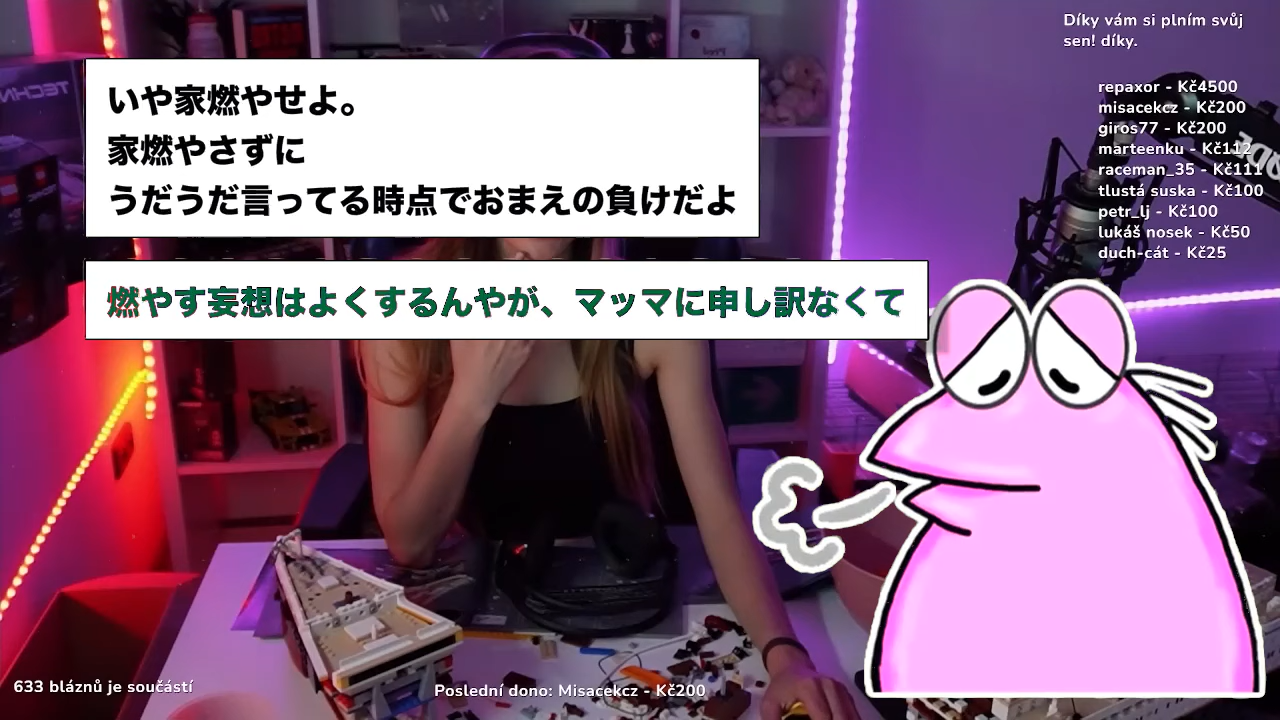 いや家燃やせよ。
家燃やさずに
うだうだ言ってる時点でおまえの負けだよ
燃やす妄想はよくするんやが、マッマに申し訳なくて
Díky vám si plním svůj
sen! díky.
repaxor - Kč4500
misacekcz - Kč200
giros77 - Kč200
marteenku - Kč112
raceman_35 - Kč111
tlustá suska - Kč100
petr_lj - Kč100
lukáš nosek - Kč50
duch-cát - Kč25
TECHNIC
633 bláznů je součástí
Poslední dono: Misacekcz - Kč200